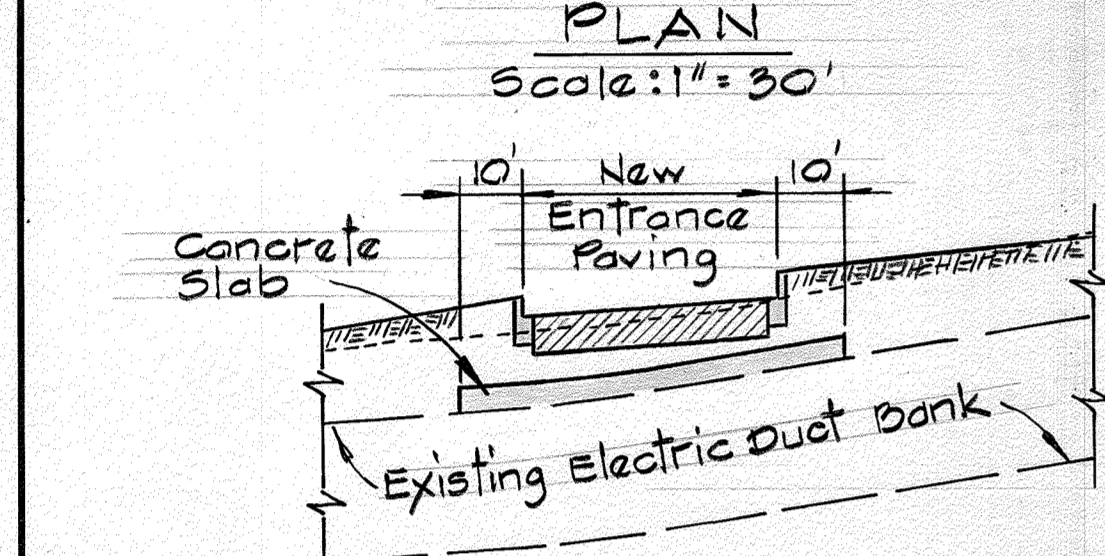 PLAN
Scale: 1" = 30'
10' New 10'
Entrance
Paving
Concrete
Slab
Existing Electric Duct Bank